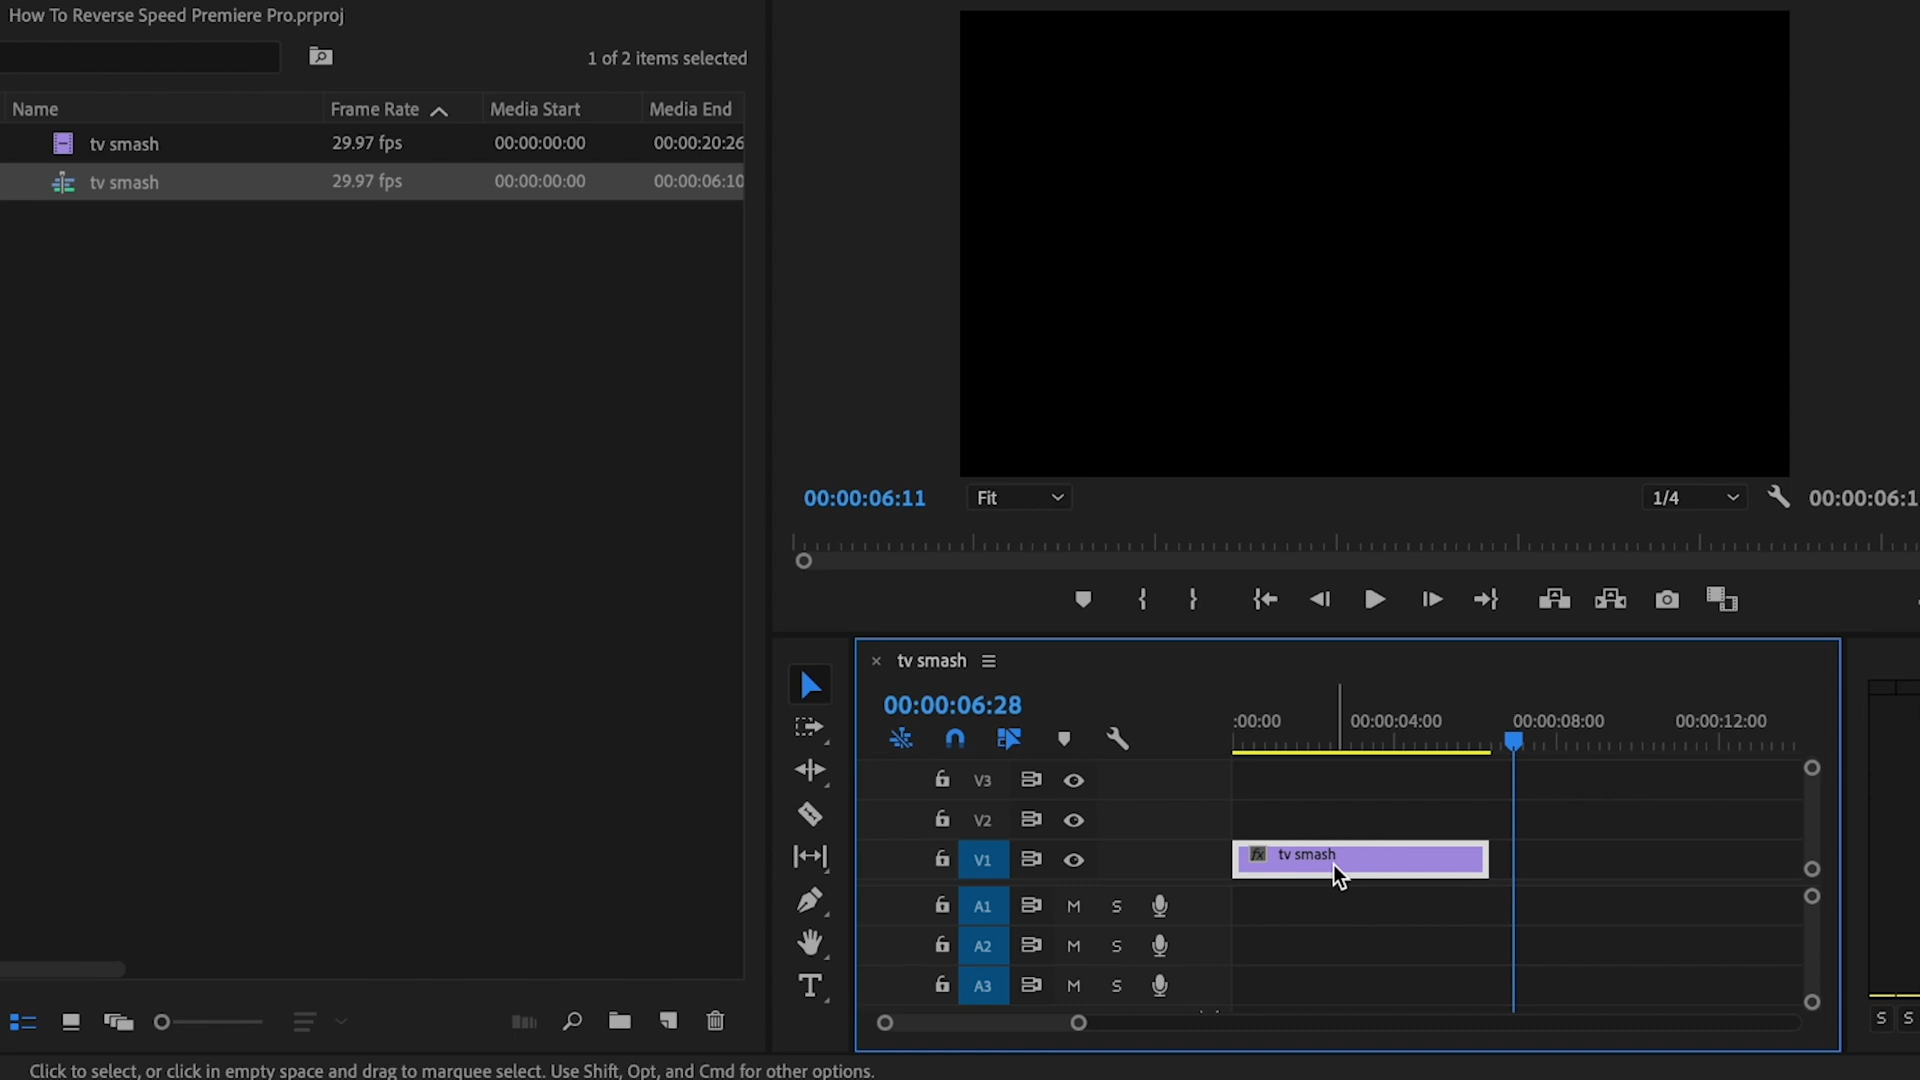 How To Reverse Speed Premiere Pro.prproj
1 of 2 items selected
Name Frame Rate Media Start Media End
tv smash 29.97 fps 00:00:00:00 00:00:20:26
tv smash 29.97 fps 00:00:00:00 00:00:06:10
00:00:06:11 Fit 1/4 00:00:06:1
tv smash
00:00:06:28
:00:00 00:00:04:00 00:00:08:00 00:00:12:00
V3
V2
V1 fx tv smash
A1 M S
A2 M S
A3 M S
S S
Click to select, or click in empty space and drag to marquee select. Use Shift, Opt, and Cmd for other options.